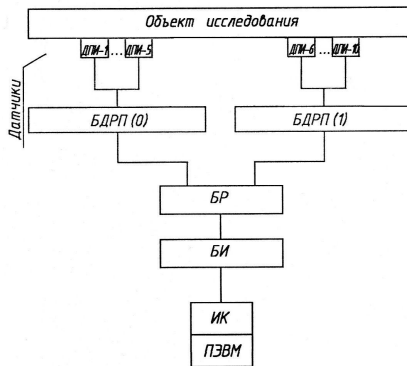 Объект исследования
ДПИ-1 ... ДПИ-5
ДПИ-6 ... ДПИ-10
Датчики
БДРП (0)
БДРП (1)
БР
БИ
ИК
ПЭВМ